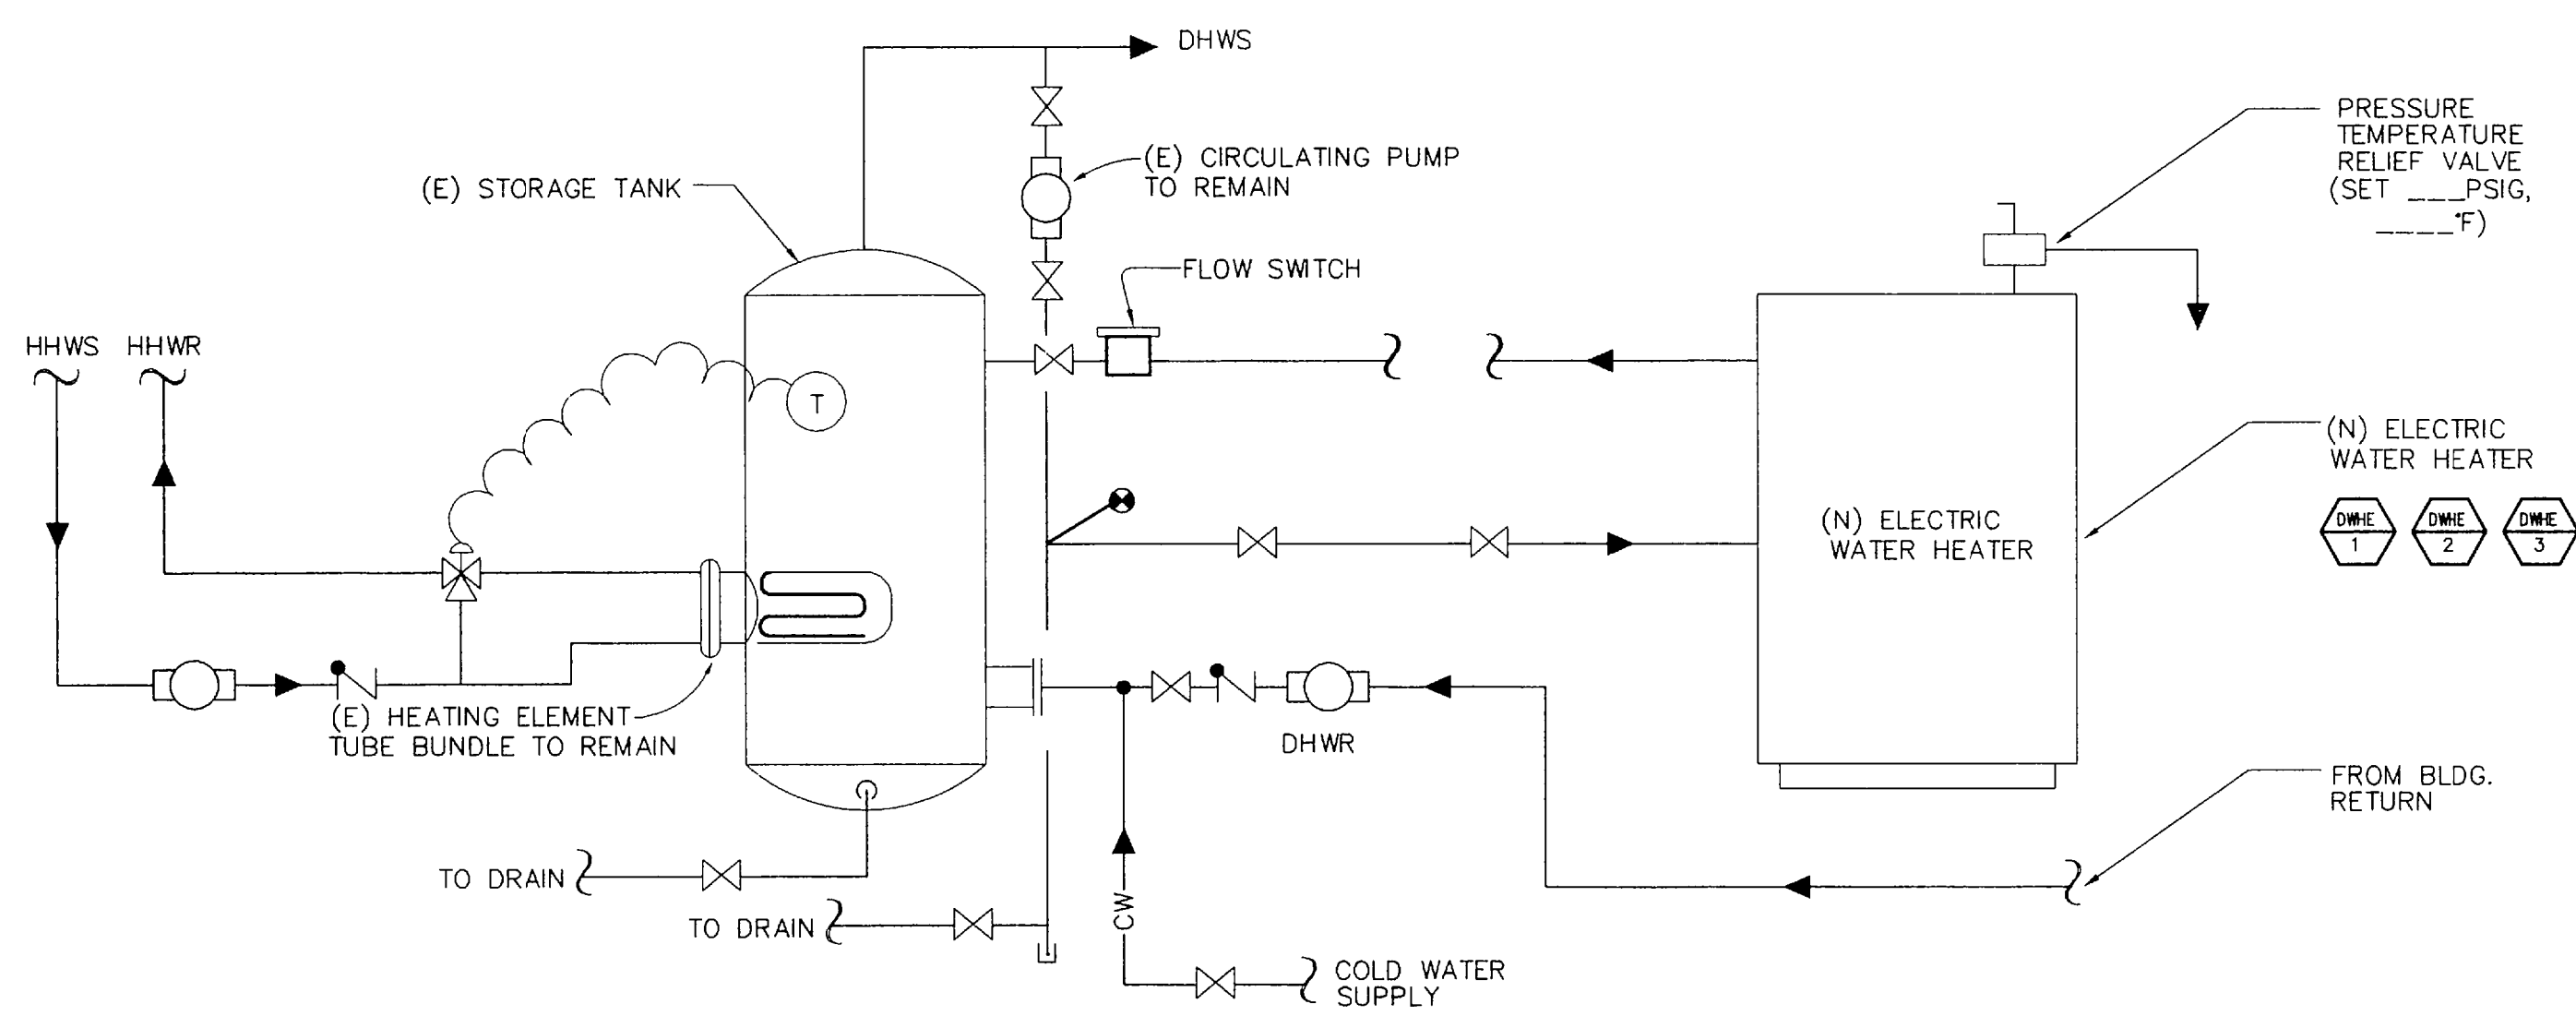 DHWS
PRESSURE
TEMPERATURE
RELIEF VALVE
(SET ___PSIG,
____°F)
(E) CIRCULATING PUMP
TO REMAIN
(E) STORAGE TANK
FLOW SWITCH
HHWS
HHWR
T
(N) ELECTRIC
WATER HEATER
DWHE
1
DWHE
2
DWHE
3
(N) ELECTRIC
WATER HEATER
(E) HEATING ELEMENT
TUBE BUNDLE TO REMAIN
DHWR
FROM BLDG.
RETURN
TO DRAIN
TO DRAIN
CW
COLD WATER
SUPPLY